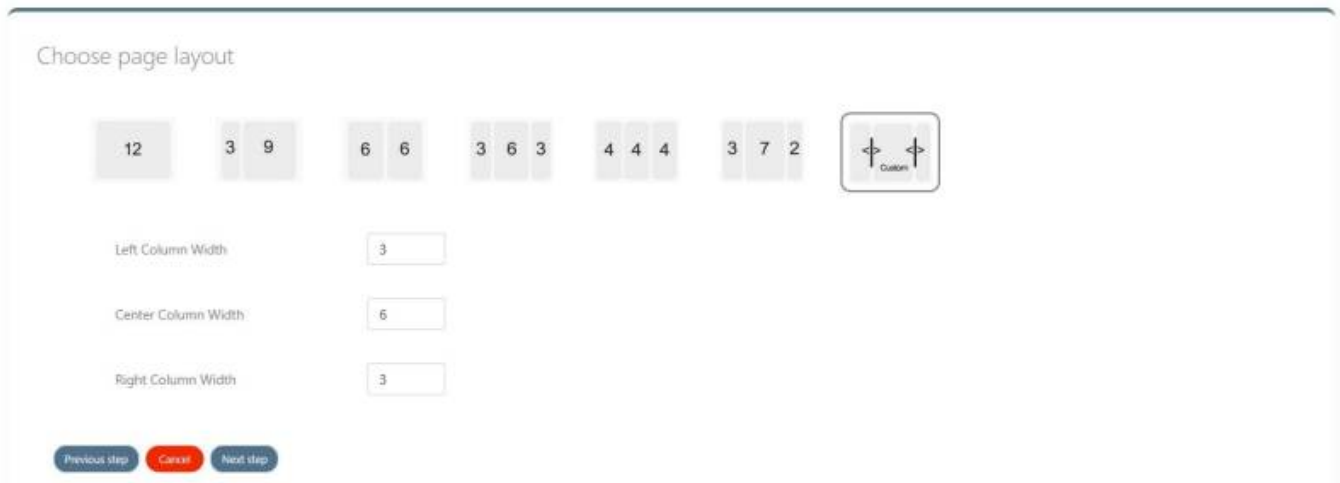 Choose page layout
12 3 9 6 6 3 6 3 4 4 4 3 7 2
Custom
Left Column Width 3
Center Column Width 6
Right Column Width 3
Previous step Cancel Next step